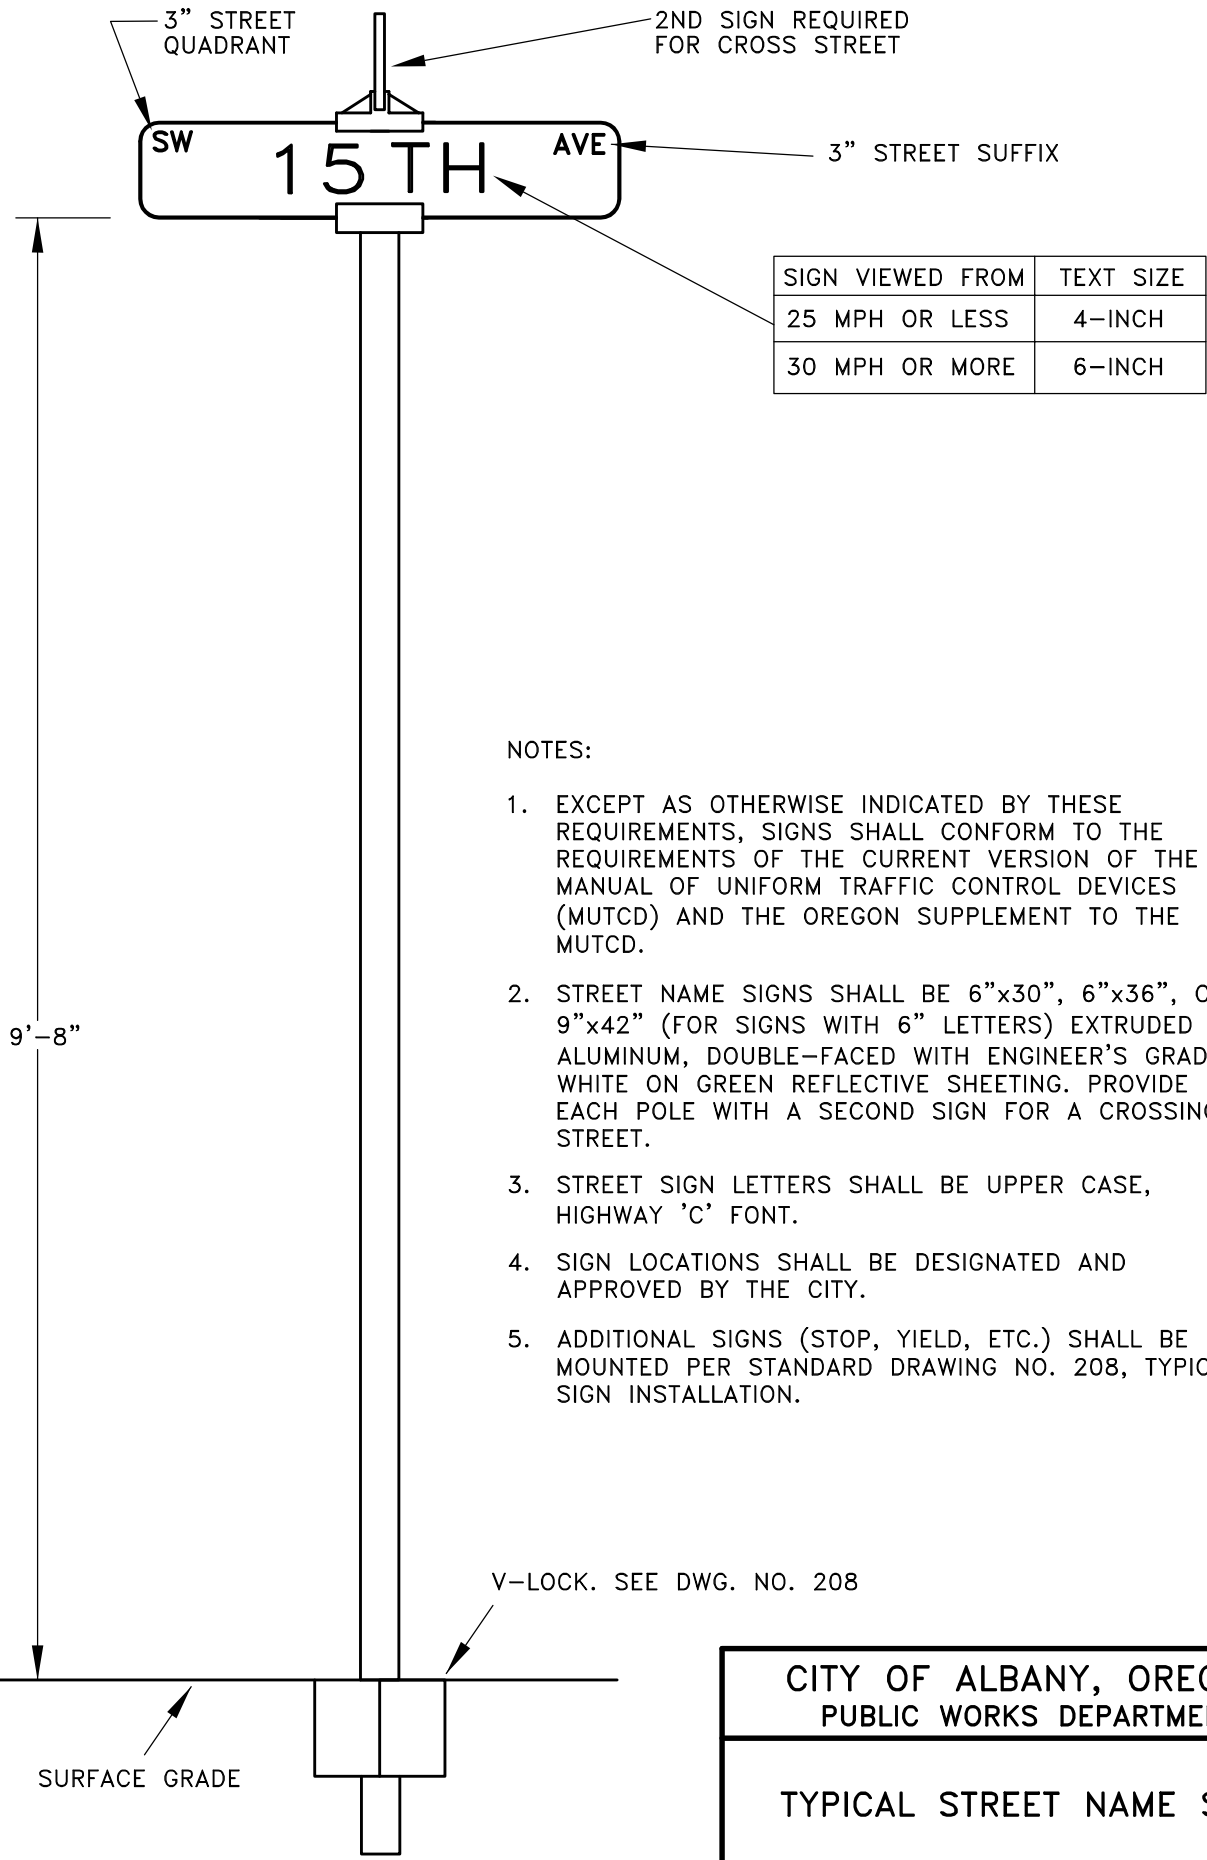 3” STREET
QUADRANT
2ND SIGN REQUIRED
FOR CROSS STREET
SW
15TH
AVE
3” STREET SUFFIX
SIGN VIEWED FROM TEXT SIZE
25 MPH OR LESS 4–INCH
30 MPH OR MORE 6–INCH
NOTES:
1. EXCEPT AS OTHERWISE INDICATED BY THESE
REQUIREMENTS, SIGNS SHALL CONFORM TO THE
REQUIREMENTS OF THE CURRENT VERSION OF THE
MANUAL OF UNIFORM TRAFFIC CONTROL DEVICES
(MUTCD) AND THE OREGON SUPPLEMENT TO THE
MUTCD.
2. STREET NAME SIGNS SHALL BE 6”x30”, 6”x36”,
9”x42” (FOR SIGNS WITH 6” LETTERS) EXTRUDED
ALUMINUM, DOUBLE–FACED WITH ENGINEER’S GRAD
WHITE ON GREEN REFLECTIVE SHEETING. PROVIDE
EACH POLE WITH A SECOND SIGN FOR A CROSSING
STREET.
3. STREET SIGN LETTERS SHALL BE UPPER CASE,
HIGHWAY ’C’ FONT.
4. SIGN LOCATIONS SHALL BE DESIGNATED AND
APPROVED BY THE CITY.
5. ADDITIONAL SIGNS (STOP, YIELD, ETC.) SHALL BE
MOUNTED PER STANDARD DRAWING NO. 208, TYPIC
SIGN INSTALLATION.
9’–8”
V–LOCK. SEE DWG. NO. 208
SURFACE GRADE
CITY OF ALBANY, OREG
PUBLIC WORKS DEPARTME
TYPICAL STREET NAME S